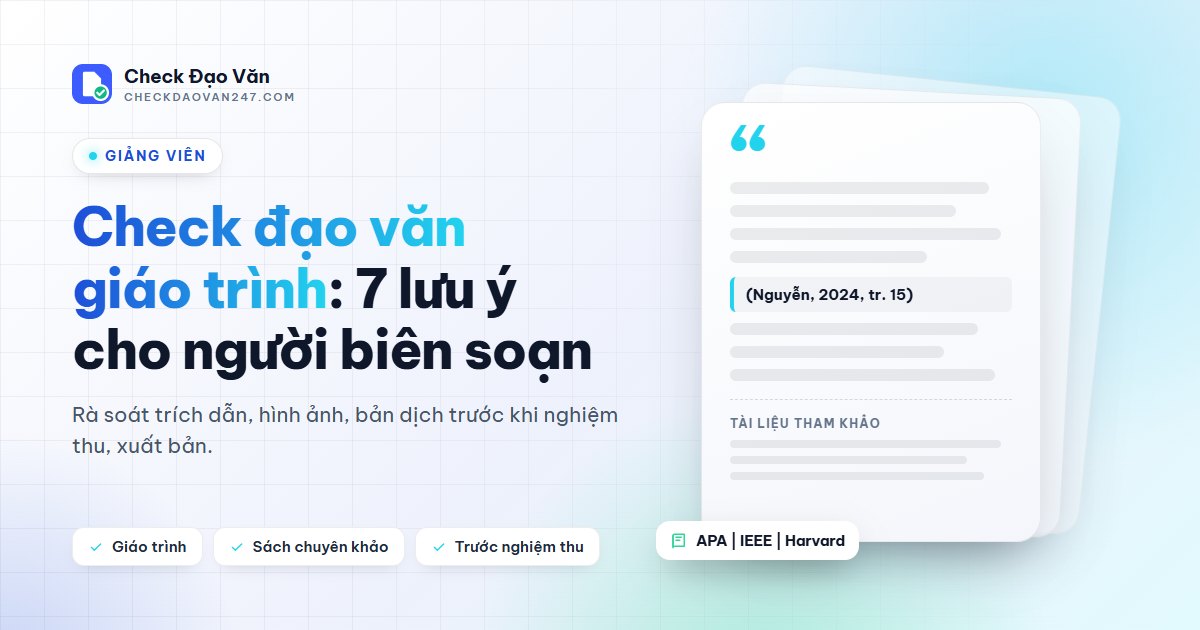 Check Đạo Văn
CHECKDAOVAN247.COM
GIẢNG VIÊN
Check đạo văn
giáo trình: 7 lưu ý
cho người biên soạn
Rà soát trích dẫn, hình ảnh, bản dịch trước khi nghiệm
thu, xuất bản.
Giáo trình
Sách chuyên khảo
Trước nghiệm thu
“
(Nguyễn, 2024, tr. 15)
TÀI LIỆU THAM KHẢO
APA | IEEE | Harvard